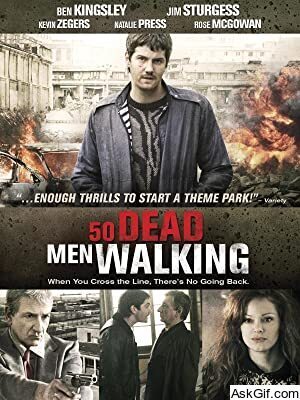 BEN KINGSLEY JIM STURGESS
KEVIN ZEGERS NATALIE PRESS ROSE McGOWAN
"...ENOUGH THRILLS TO START A THEME PARK!" – Variety
50 DEAD
MEN WALKING
When You Cross the Line, There's No Going Back.
AskGif.com